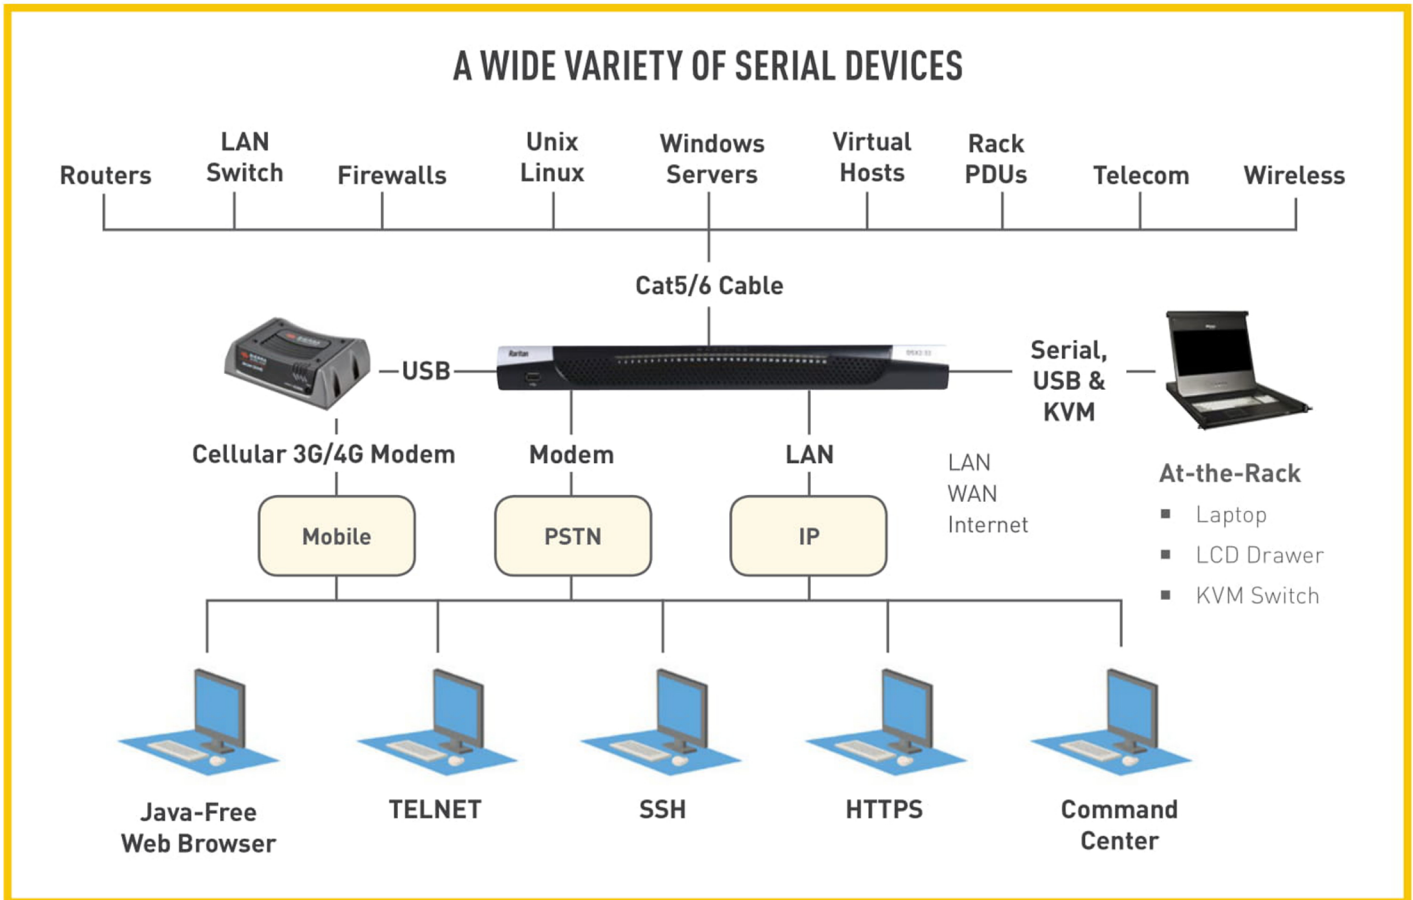 A WIDE VARIETY OF SERIAL DEVICES
Routers
LAN
Switch
Firewalls
Unix
Linux
Windows
Servers
Virtual
Hosts
Rack
PDUs
Telecom
Wireless
Cat5/6 Cable
USB
Raritan
Serial,
USB &
KVM
Cellular 3G/4G Modem
Modem
LAN
LAN
WAN
Internet
At-the-Rack
Laptop
LCD Drawer
KVM Switch
Mobile
PSTN
IP
Java-Free
Web Browser
TELNET
SSH
HTTPS
Command
Center